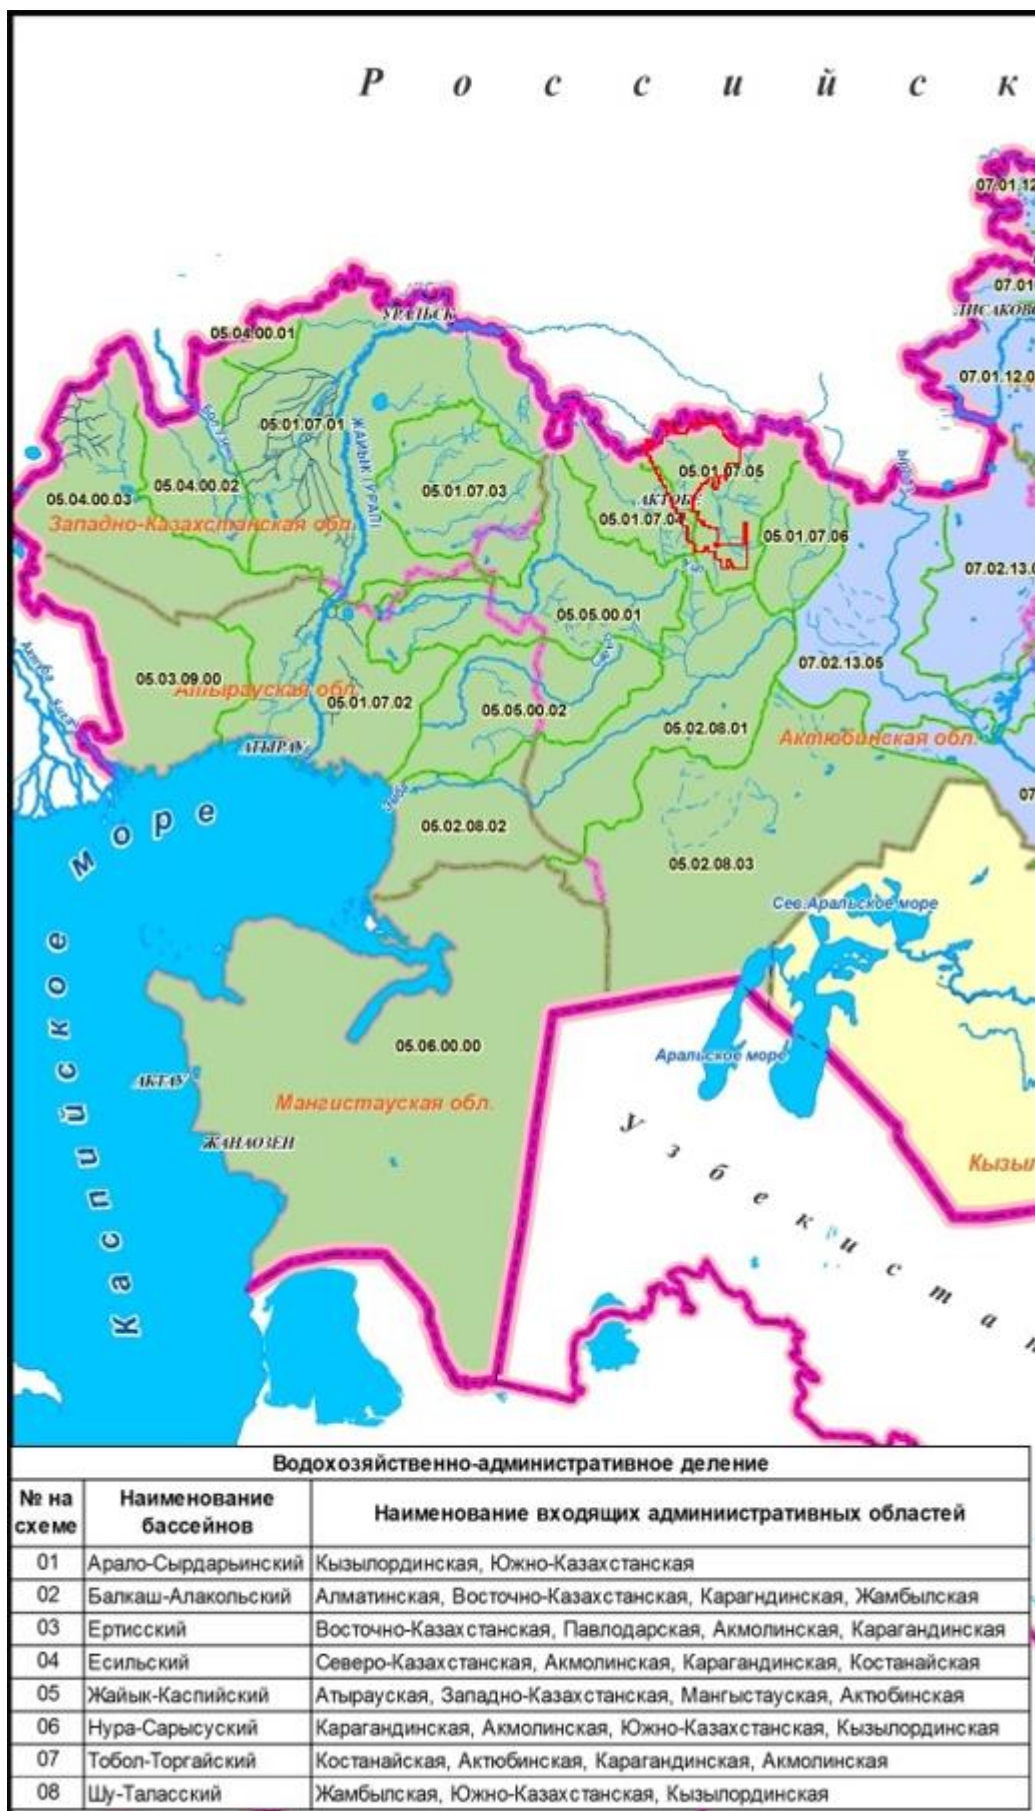 Р о с с и й с к
07.01.12
07.01
УРАЛЬСК
ЛИСАКОВС
05.04.00.01
07.01.12.0
05.01.07.01
ЖАЙЫК (УРАЛ)
05.01.07.05
05.04.00.03
05.04.00.02
05.01.07.03
АКТОБЕ
Западно-Казахстанская обл.
05.01.07.04
05.01.07.06
07.02.13.0
05.05.00.01
07.02.13.05
05.03.09.00
Атырауская обл.
05.01.07.02
05.05.00.02
05.02.08.01
Актюбинская обл.
АТЫРАУ
07
05.02.08.02
05.02.08.03
Сев.Аральское море
Каспийское море
05.06.00.00
Аральское море
АКТАУ
Мангистауская обл.
ЖАНАОЗЕН
Кызыл
У з б е к и с т а н
Водохозяйственно-административное деление
№ на схеме Наименование бассейнов Наименование входящих админиистративных областей
01 Арало-Сырдарьинский Кызылординская, Южно-Казахстанская
02 Балкаш-Алакольский Алматинская, Восточно-Казахстанская, Карагндинская, Жамбылская
03 Ертисский Восточно-Казахстанская, Павлодарская, Акмолинская, Карагандинская
04 Есильский Северо-Казахстанская, Акмолинская, Карагандинская, Костанайская
05 Жайык-Каспийский Атырауская, Западно-Казахстанская, Мангыстауская, Актюбинская
06 Нура-Сарысуский Карагандинская, Акмолинская, Южно-Казахстанская, Кызылординская
07 Тобол-Торгайский Костанайская, Актюбинская, Карагандинская, Акмолинская
08 Шу-Таласский Жамбылская, Южно-Казахстанская, Кызылординская